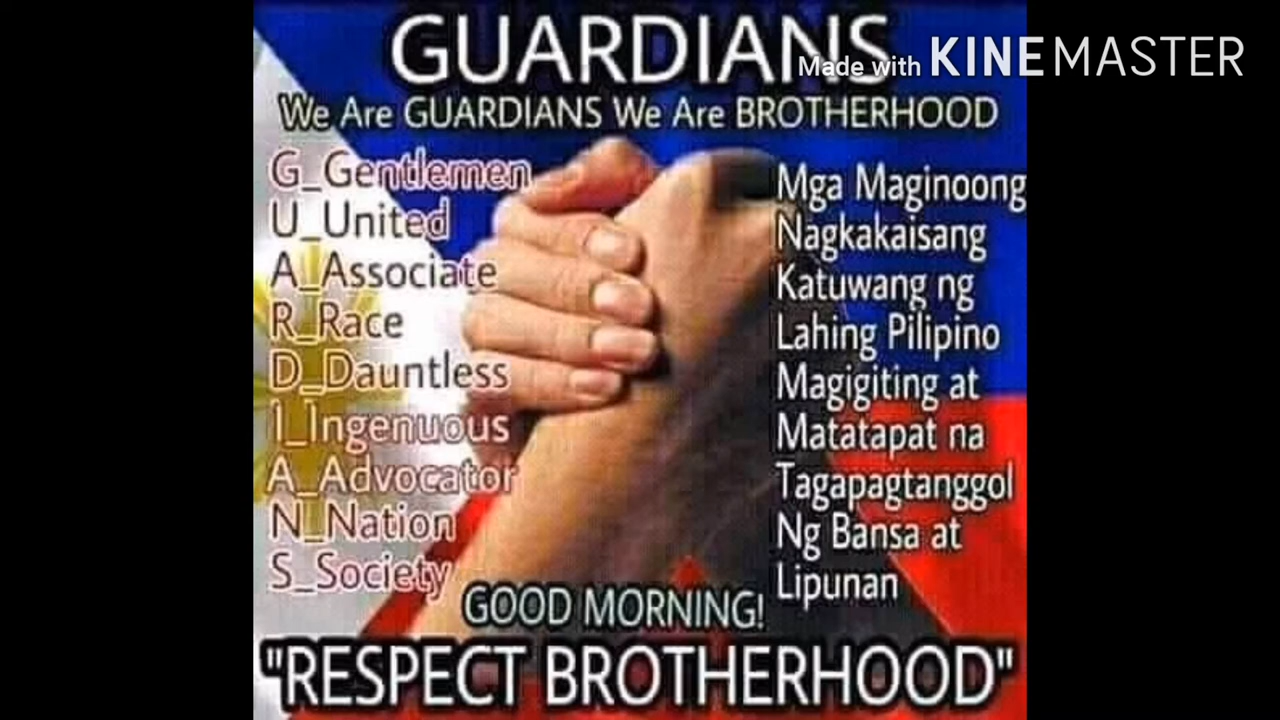 GUARDIANS
Made with KINEMASTER
We Are GUARDIANS We Are BROTHERHOOD
G_Gentlemen
U_United
A_Associate
R_Race
D_Dauntless
I_Ingenuous
A_Advocator
N_Nation
S_Society
Mga Maginoong
Nagkakaisang
Katuwang ng
Lahing Pilipino
Magigiting at
Matatapat na
Tagapagtanggol
Ng Bansa at
Lipunan
GOOD MORNING!
"RESPECT BROTHERHOOD"